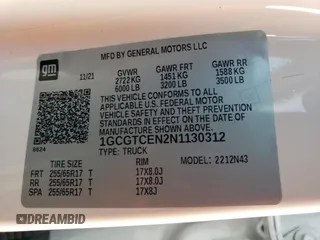 gm
MFD BY GENERAL MOTORS LLC
11/21 GVWR GAWR FRT GAWR RR
2722 KG 1451 KG 1588 KG
6000 LB 3200 LB 3500 LB
THIS VEHICLE CONFORMS TO ALL
APPLICABLE U.S. FEDERAL MOTOR
VEHICLE SAFETY, BUMPER, AND THEFT
PREVENTION STANDARDS IN EFFECT ON
THE DATE OF MANUFACTURE SHOWN ABOVE.
1GCGTCEN2N1130312
TYPE: TRUCK
MODEL: 2212N43
TIRE SIZE RIM
FRT 255/65R17 T 17X8.0J
RR 255/65R17 T 17X8.0J
SPA 255/65R17 T 17X8J
DREAMBID